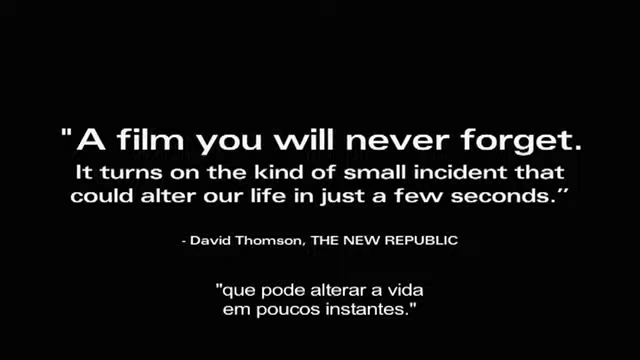 "A film you will never forget.
It turns on the kind of small incident that
could alter our life in just a few seconds.”
- David Thomson, THE NEW REPUBLIC
"que pode alterar a vida
em poucos instantes."